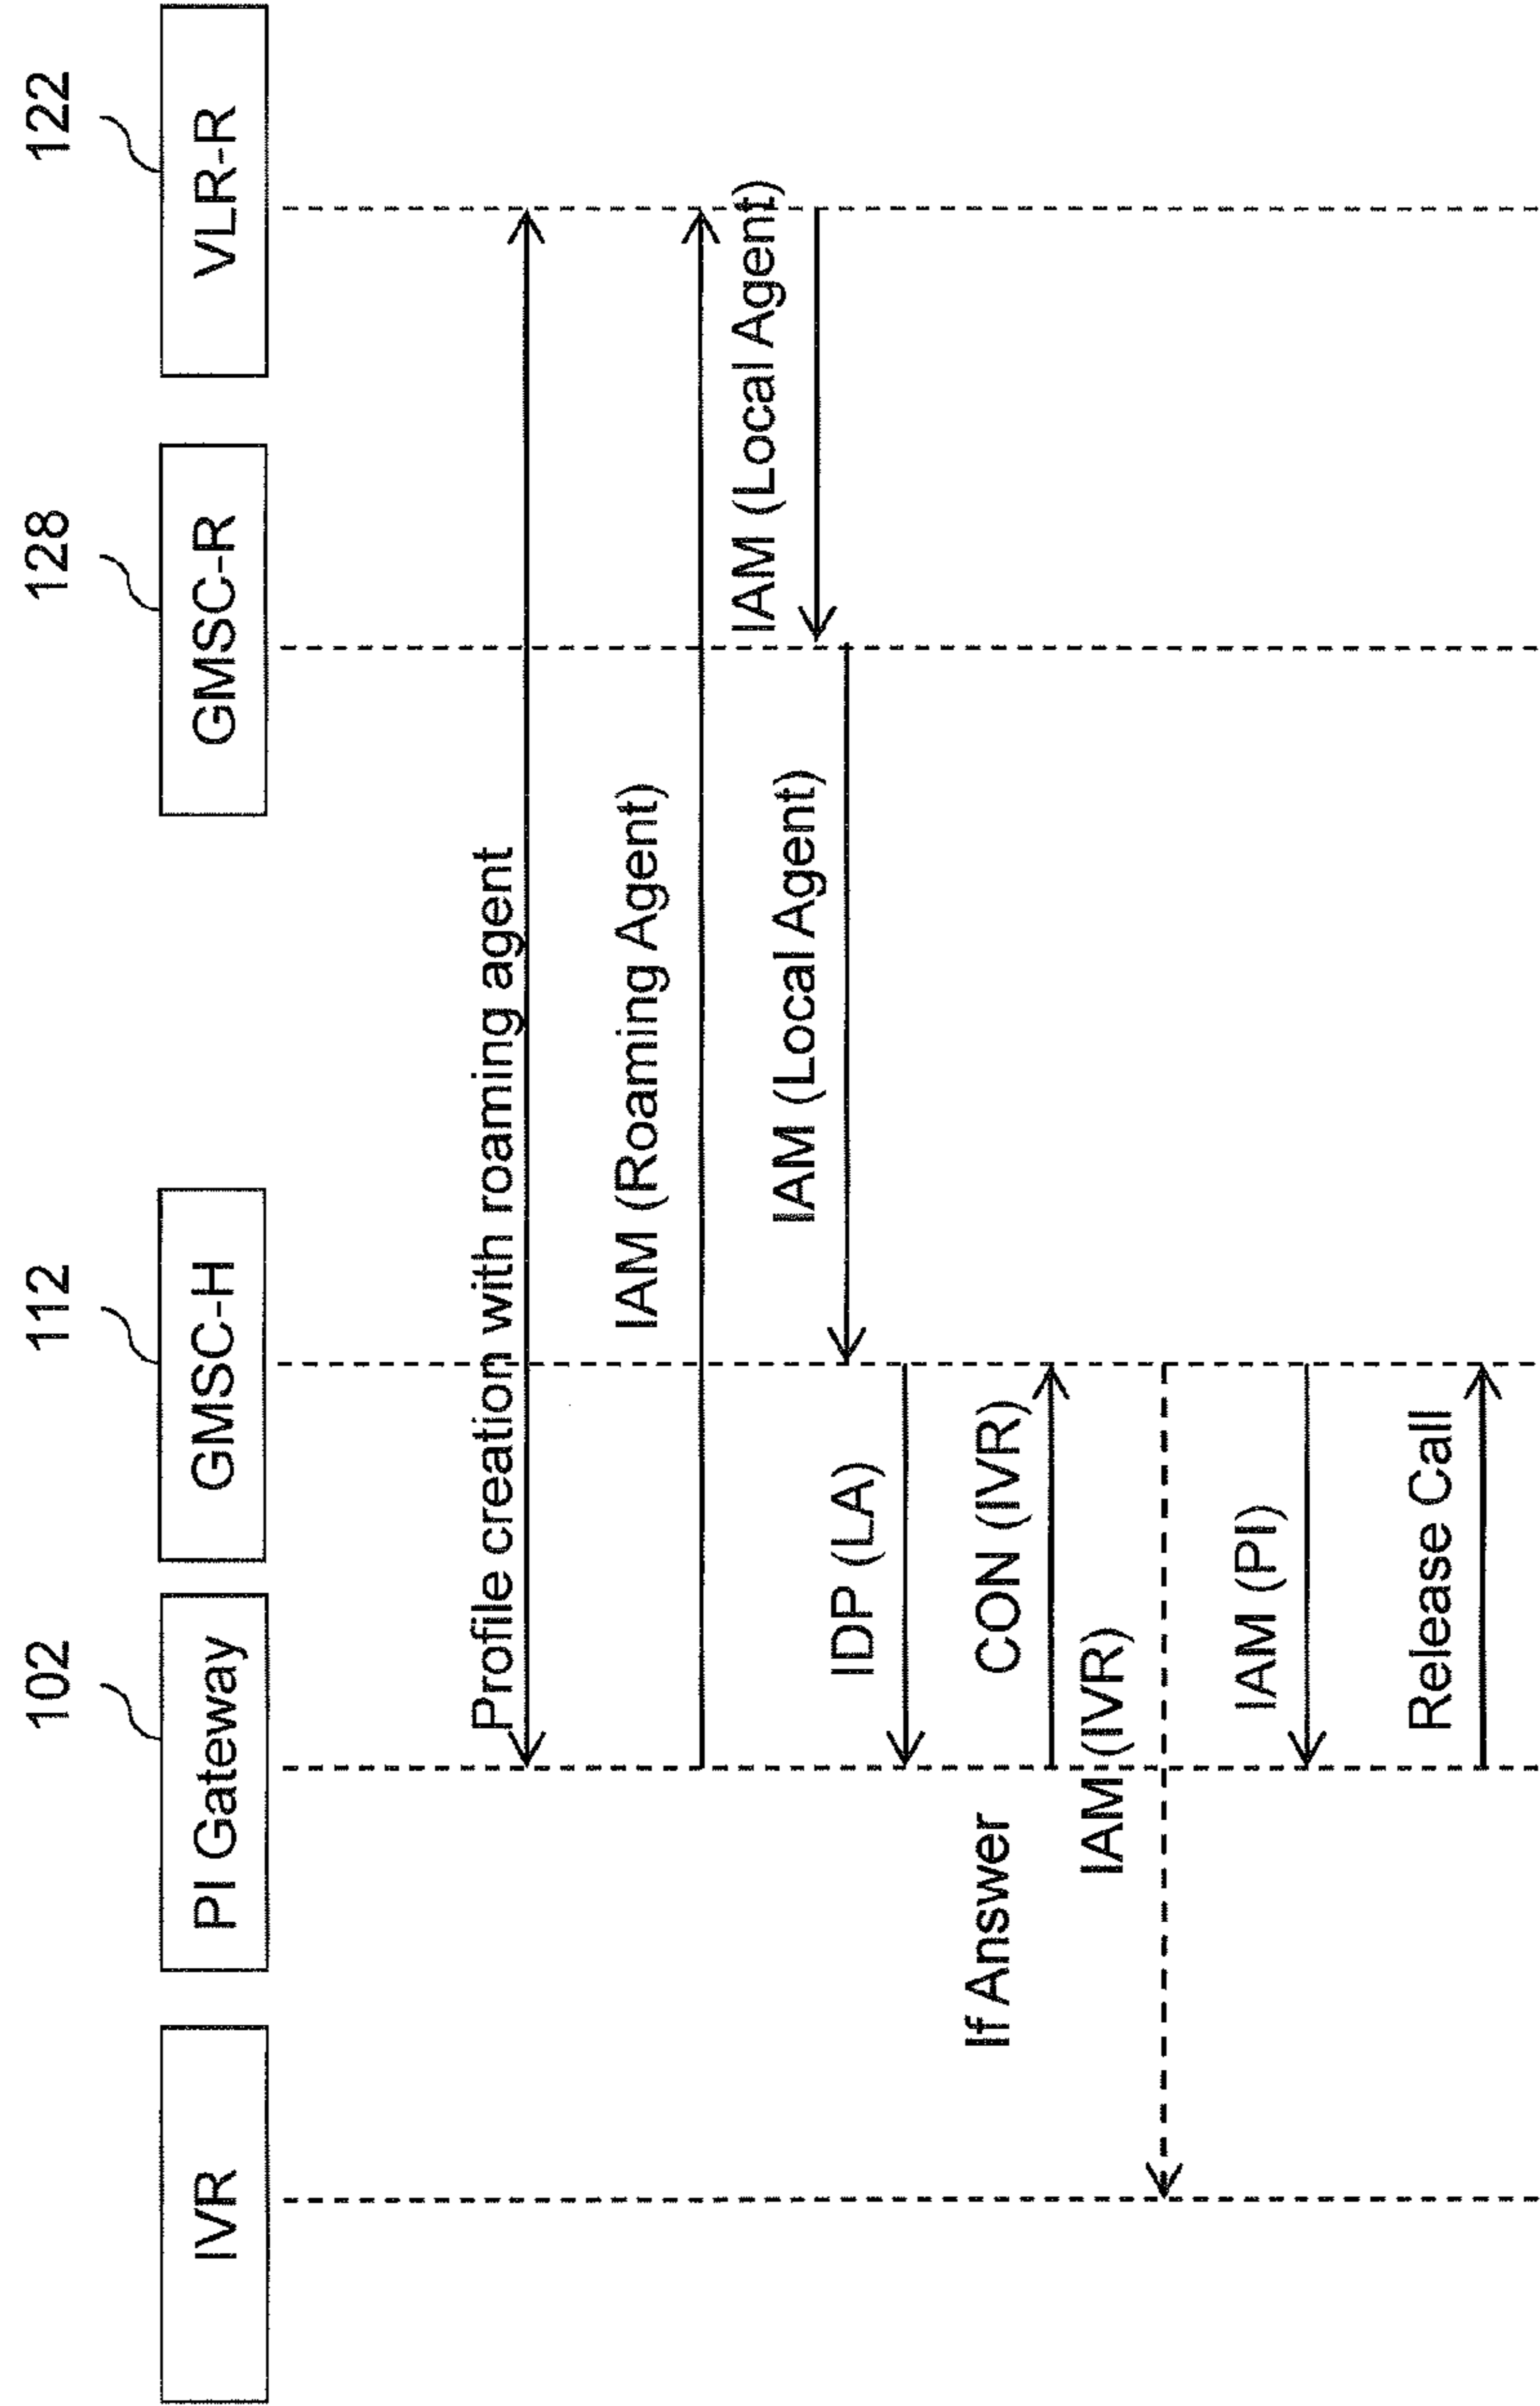 102
112
128
122
IVR
PI Gateway
GMSC-H
GMSC-R
VLR-R
Profile creation with roaming agent
IAM (Roaming Agent)
IAM (Local Agent)
IAM (Local Agent)
IDP (LA)
If Answer
CON (IVR)
IAM (IVR)
IAM (PI)
Release Call